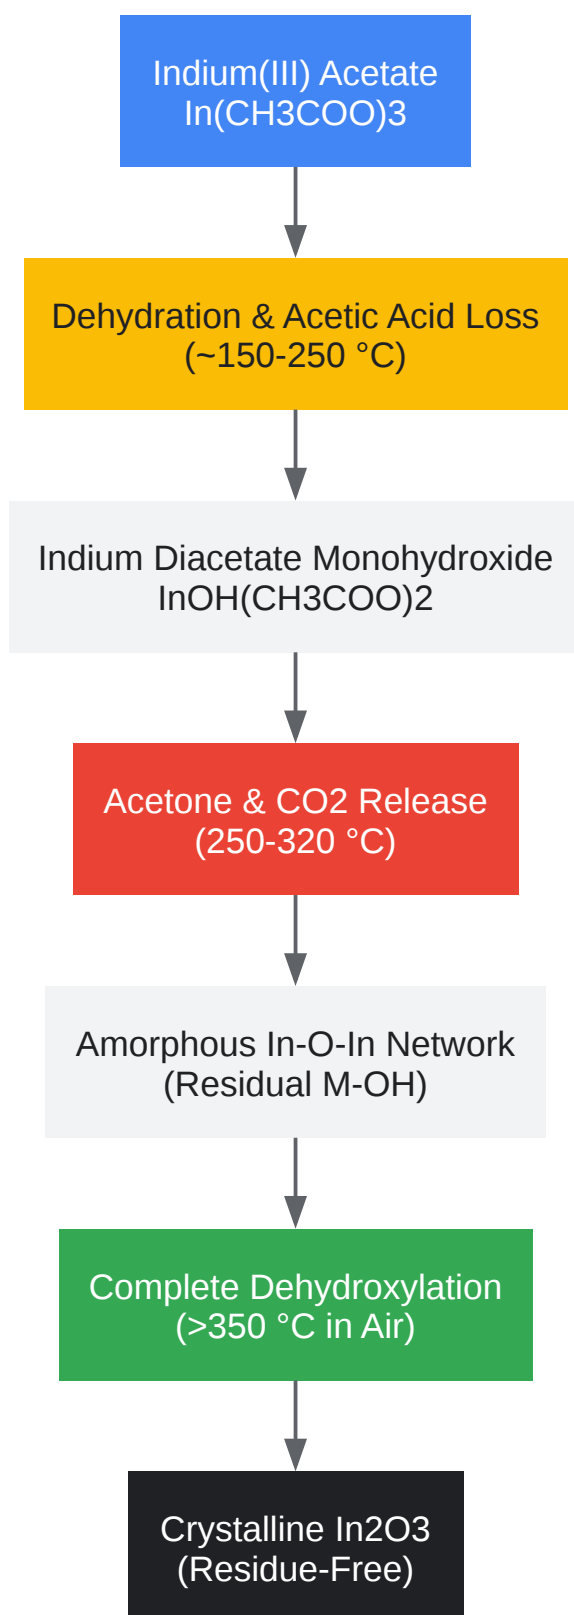 Indium(III) Acetate
In(CH3COO)3
Dehydration & Acetic Acid Loss
(~150-250 °C)
Indium Diacetate Monohydroxide
InOH(CH3COO)2
Acetone & CO2 Release
(250-320 °C)
Amorphous In-O-In Network
(Residual M-OH)
Complete Dehydroxylation
(>350 °C in Air)
Crystalline In2O3
(Residue-Free)